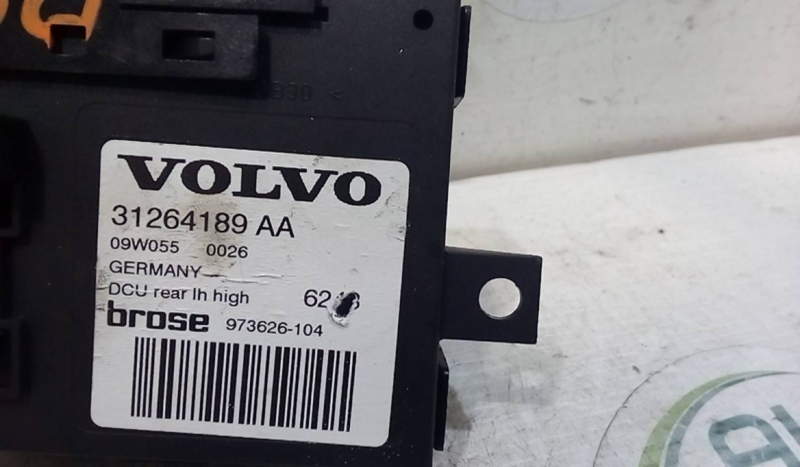 VOLVO
31264189 AA
09W055 0026
GERMANY
DCU rear lh high
brose 973626-104